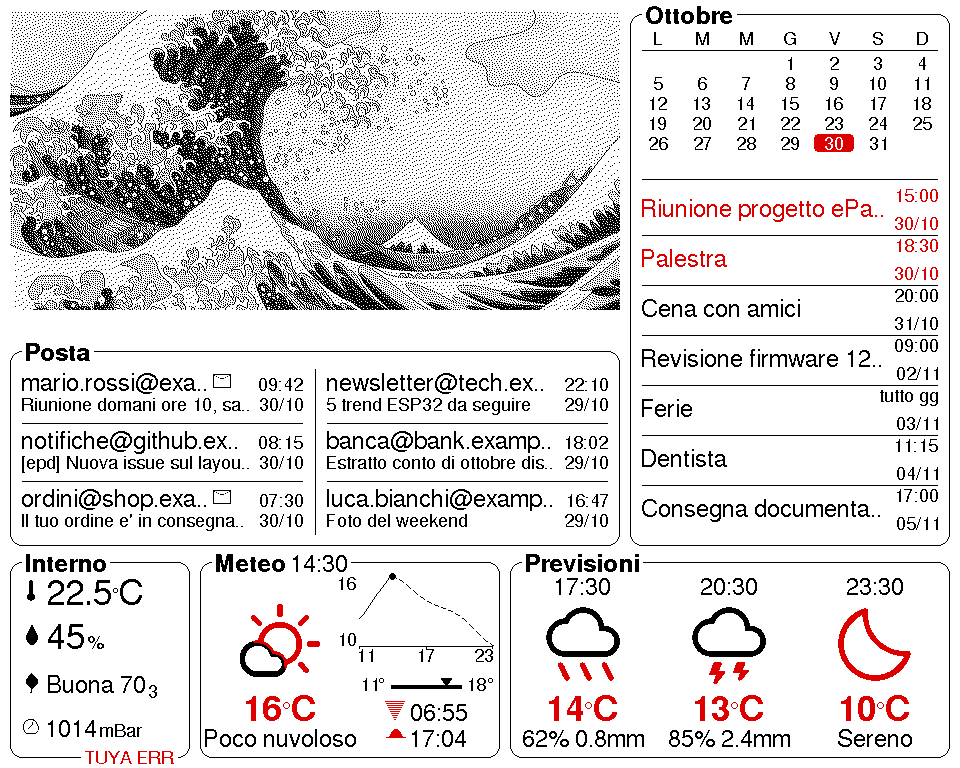 Ottobre
L M M G V S D
1 2 3 4
5 6 7 8 9 10 11
12 13 14 15 16 17 18
19 20 21 22 23 24 25
26 27 28 29 30 31
Riunione progetto ePa.. 15:00
30/10
Palestra 18:30
30/10
Cena con amici 20:00
31/10
Revisione firmware 12.. 09:00
02/11
Ferie tutto gg
03/11
Dentista 11:15
04/11
Consegna documenta.. 17:00
05/11
Posta
mario.rossi@exa.. 09:42
Riunione domani ore 10, sa.. 30/10
notifiche@github.ex.. 08:15
[epd] Nuova issue sul layou.. 30/10
ordini@shop.exa.. 07:30
Il tuo ordine e' in consegna.. 30/10
newsletter@tech.ex.. 22:10
5 trend ESP32 da seguire 29/10
banca@bank.examp.. 18:02
Estratto conto di ottobre dis.. 29/10
luca.bianchi@examp.. 16:47
Foto del weekend 29/10
Interno
22.5°C
45%
Buona 70 3
1014 mBar
TUYA ERR
Meteo 14:30
16
10
11 17 23
11° 18°
06:55
17:04
16°C
Poco nuvoloso
Previsioni
17:30 20:30 23:30
14°C 13°C 10°C
62% 0.8mm 85% 2.4mm Sereno